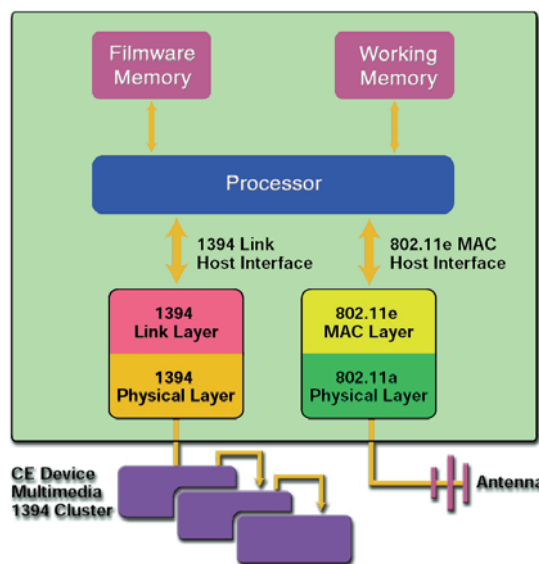 Filmware
Memory
Working
Memory
Processor
1394 Link
Host Interface
802.11e MAC
Host Interface
1394
Link Layer
802.11e
MAC Layer
1394
Physical Layer
802.11a
Physical Layer
CE Device
Multimedia
1394 Cluster
Antenna